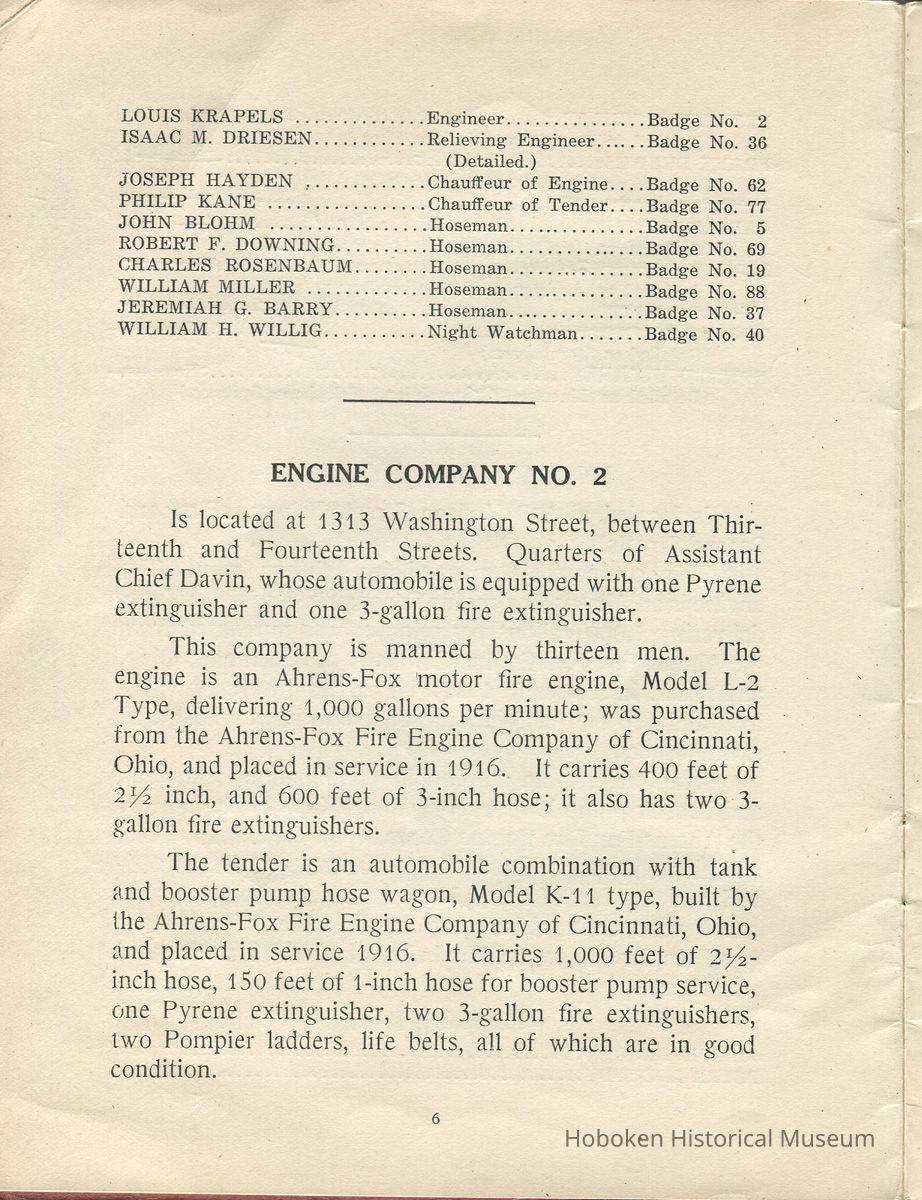 LOUIS KRAPELS ..............Engineer...............Badge No. 2
ISAAC M. DRIESEN............Relieving Engineer......Badge No. 36
(Detailed.)
JOSEPH HAYDEN .............Chauffeur of Engine....Badge No. 62
PHILIP KANE .................Chauffeur of Tender....Badge No. 77
JOHN BLOHM .................Hoseman...............Badge No. 5
ROBERT F. DOWNING..........Hoseman...............Badge No. 69
CHARLES ROSENBAUM........Hoseman...............Badge No. 19
WILLIAM MILLER .............Hoseman...............Badge No. 88
JEREMIAH G. BARRY..........Hoseman...............Badge No. 37
WILLIAM H. WILLIG...........Night Watchman.......Badge No. 40
ENGINE COMPANY NO. 2
Is located at 1313 Washington Street, between Thir-
teenth and Fourteenth Streets. Quarters of Assistant
Chief Davin, whose automobile is equipped with one Pyrene
extinguisher and one 3-gallon fire extinguisher.
This company is manned by thirteen men. The
engine is an Ahrens-Fox motor fire engine, Model L-2
Type, delivering 1,000 gallons per minute; was purchased
from the Ahrens-Fox Fire Engine Company of Cincinnati,
Ohio, and placed in service in 1916. It carries 400 feet of
2½ inch, and 600 feet of 3-inch hose; it also has two 3-
gallon fire extinguishers.
The tender is an automobile combination with tank
and booster pump hose wagon, Model K-11 type, built by
the Ahrens-Fox Fire Engine Company of Cincinnati, Ohio,
and placed in service 1916. It carries 1,000 feet of 2½-
inch hose, 150 feet of 1-inch hose for booster pump service,
one Pyrene extinguisher, two 3-gallon fire extinguishers,
two Pompier ladders, life belts, all of which are in good
condition.
6
Hoboken Historical Museum